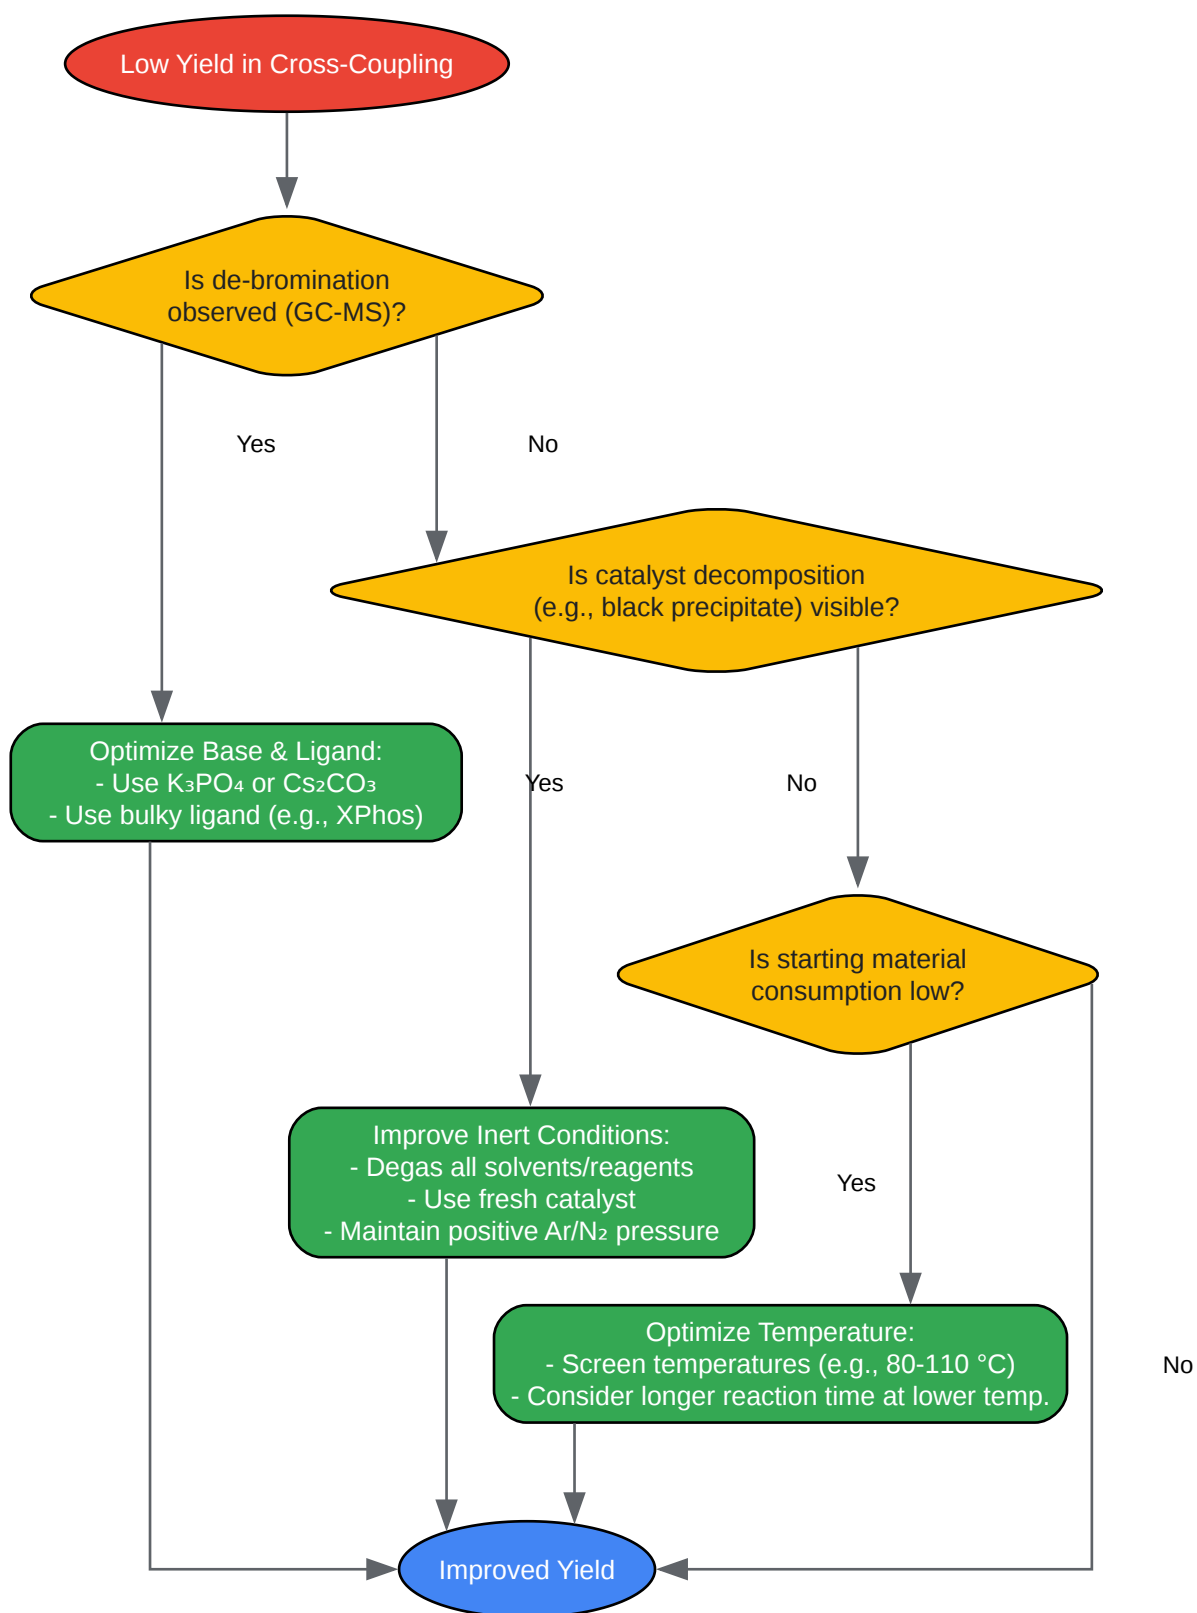 Low Yield in Cross-Coupling
Is de-bromination
observed (GC-MS)?
Yes
No
Is catalyst decomposition
(e.g., black precipitate) visible?
Optimize Base & Ligand:
- Use K₃PO₄ or Cs₂CO₃
- Use bulky ligand (e.g., XPhos)
Yes
No
Is starting material
consumption low?
Improve Inert Conditions:
- Degas all solvents/reagents
- Use fresh catalyst
- Maintain positive Ar/N₂ pressure
Yes
Optimize Temperature:
- Screen temperatures (e.g., 80-110 °C)
- Consider longer reaction time at lower temp.
No
Improved Yield